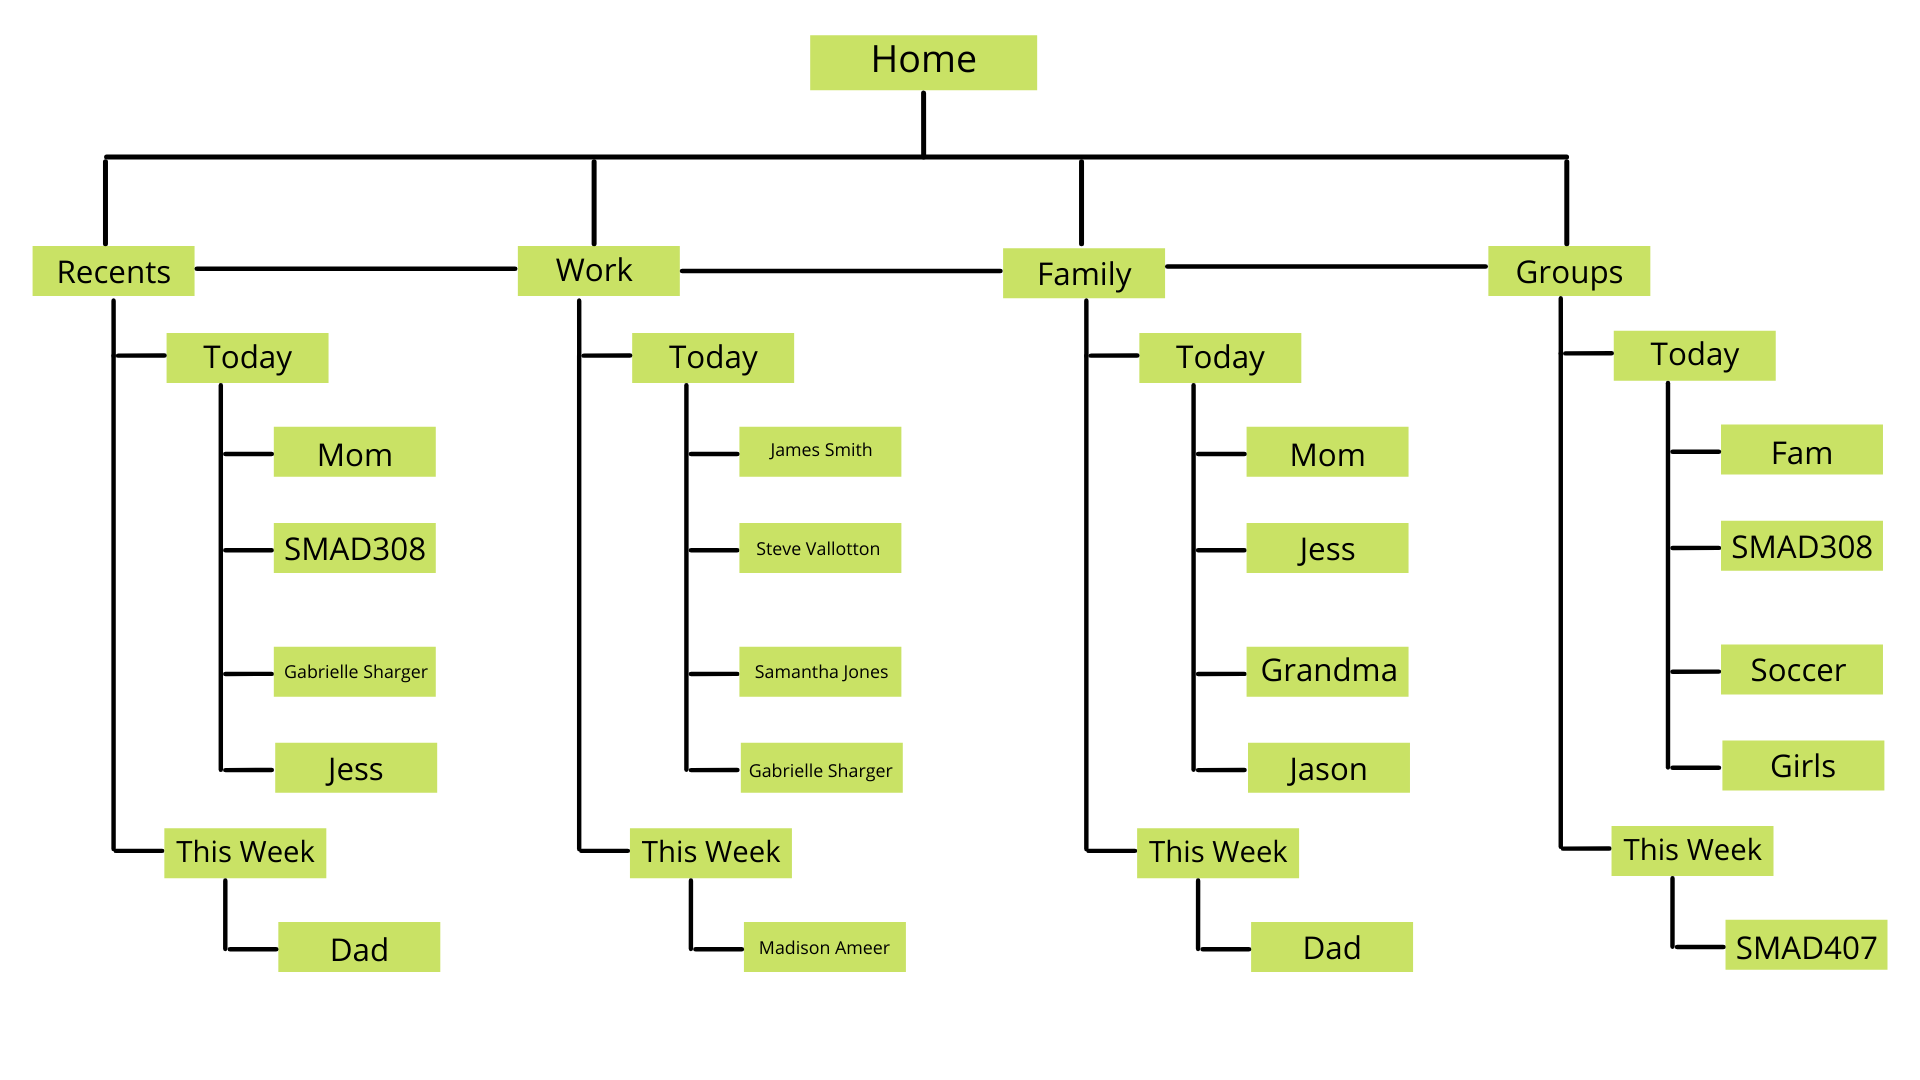 Home
Recents
Work
Family
Groups
Today
Mom
SMAD308
Gabrielle Sharger
Jess
This Week
Dad
Today
James Smith
Steve Vallotton
Samantha Jones
Gabrielle Sharger
This Week
Madison Ameer
Today
Mom
Jess
Grandma
Jason
This Week
Dad
Today
Fam
SMAD308
Soccer
Girls
This Week
SMAD407